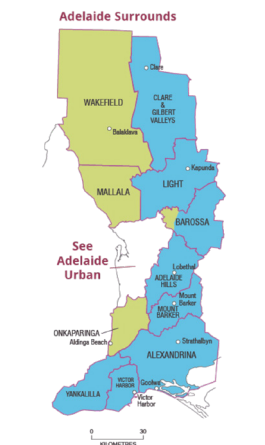 Adelaide Surrounds
Clare
WAKEFIELD
CLARE
&
GILBERT
VALLEYS
Balaklava
Kapunda
MALLALA
LIGHT
BAROSSA
See
Adelaide
Urban
Lobethal
ADELAIDE
HILLS
Mount
Barker
MOUNT
BARKER
ONKAPARINGA
Aldinga Beach
Strathalbyn
ALEXANDRINA
YANKALILLA
VICTOR
HARBOR
Goolwa
Victor
Harbor
0 30
KILOMETRES